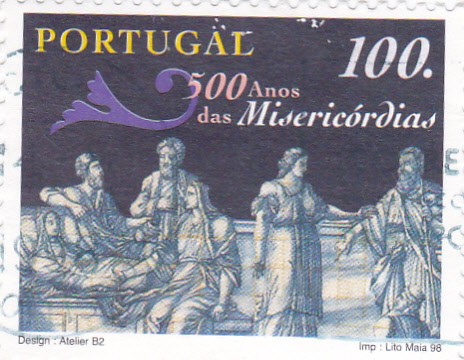 PORTUGAL
100.
500 Anos
das Misericórdias
Design : Atelier B2
Imp : Lito Maia 98